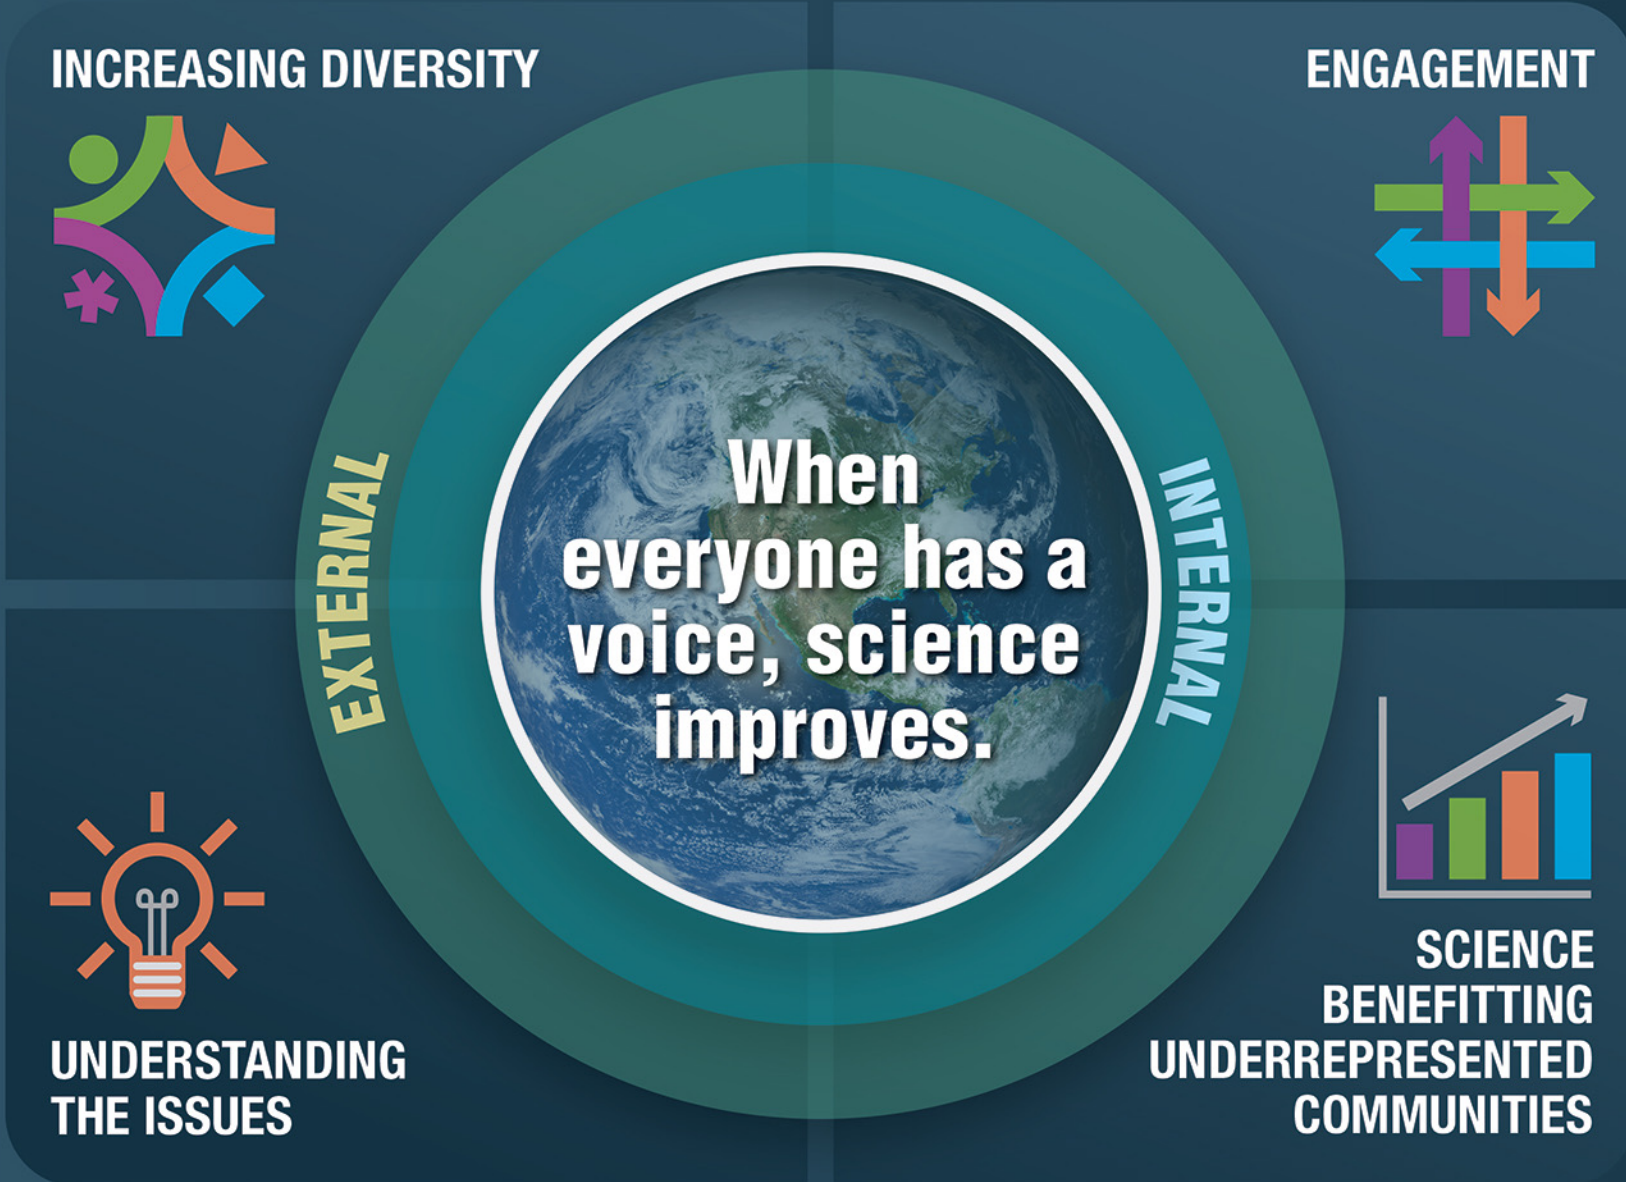 INCREASING DIVERSITY
ENGAGEMENT
EXTERNAL
When
everyone has a
voice, science
improves.
INTERNAL
UNDERSTANDING
THE ISSUES
SCIENCE
BENEFITTING
UNDERREPRESENTED
COMMUNITIES